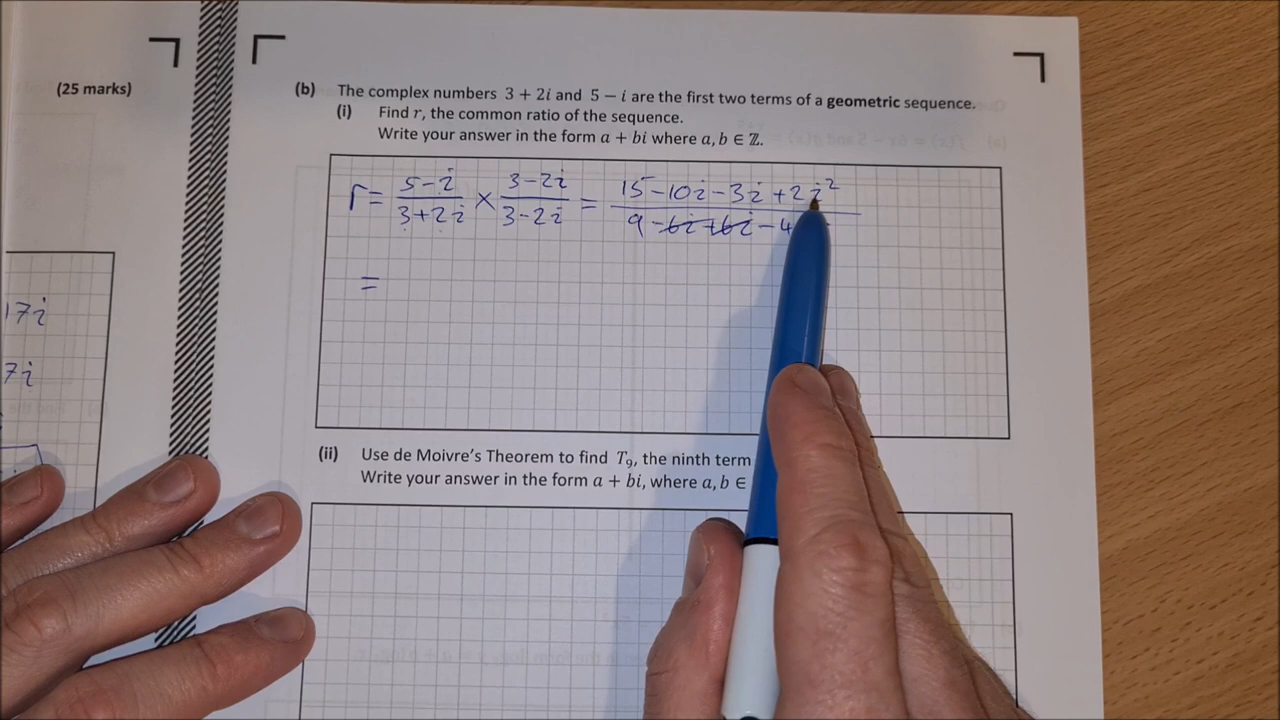 (25 marks)
17i
7i
(b) The complex numbers 3 + 2i and 5 − i are the first two terms of a geometric sequence.
(i) Find r, the common ratio of the sequence.
Write your answer in the form a + bi where a, b ∈ ℤ.
r = (5-i)/(3+2i) × (3-2i)/(3-2i) = (15-10i-3i+2i²)/(9-6i+6i-4
=
(ii) Use de Moivre's Theorem to find T₉, the ninth term
Write your answer in the form a + bi, where a, b ∈